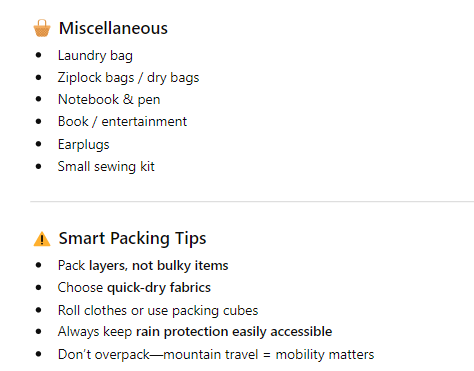 Miscellaneous
Laundry bag
Ziplock bags / dry bags
Notebook & pen
Book / entertainment
Earplugs
Small sewing kit
Smart Packing Tips
Pack layers, not bulky items
Choose quick-dry fabrics
Roll clothes or use packing cubes
Always keep rain protection easily accessible
Don't overpack—mountain travel = mobility matters